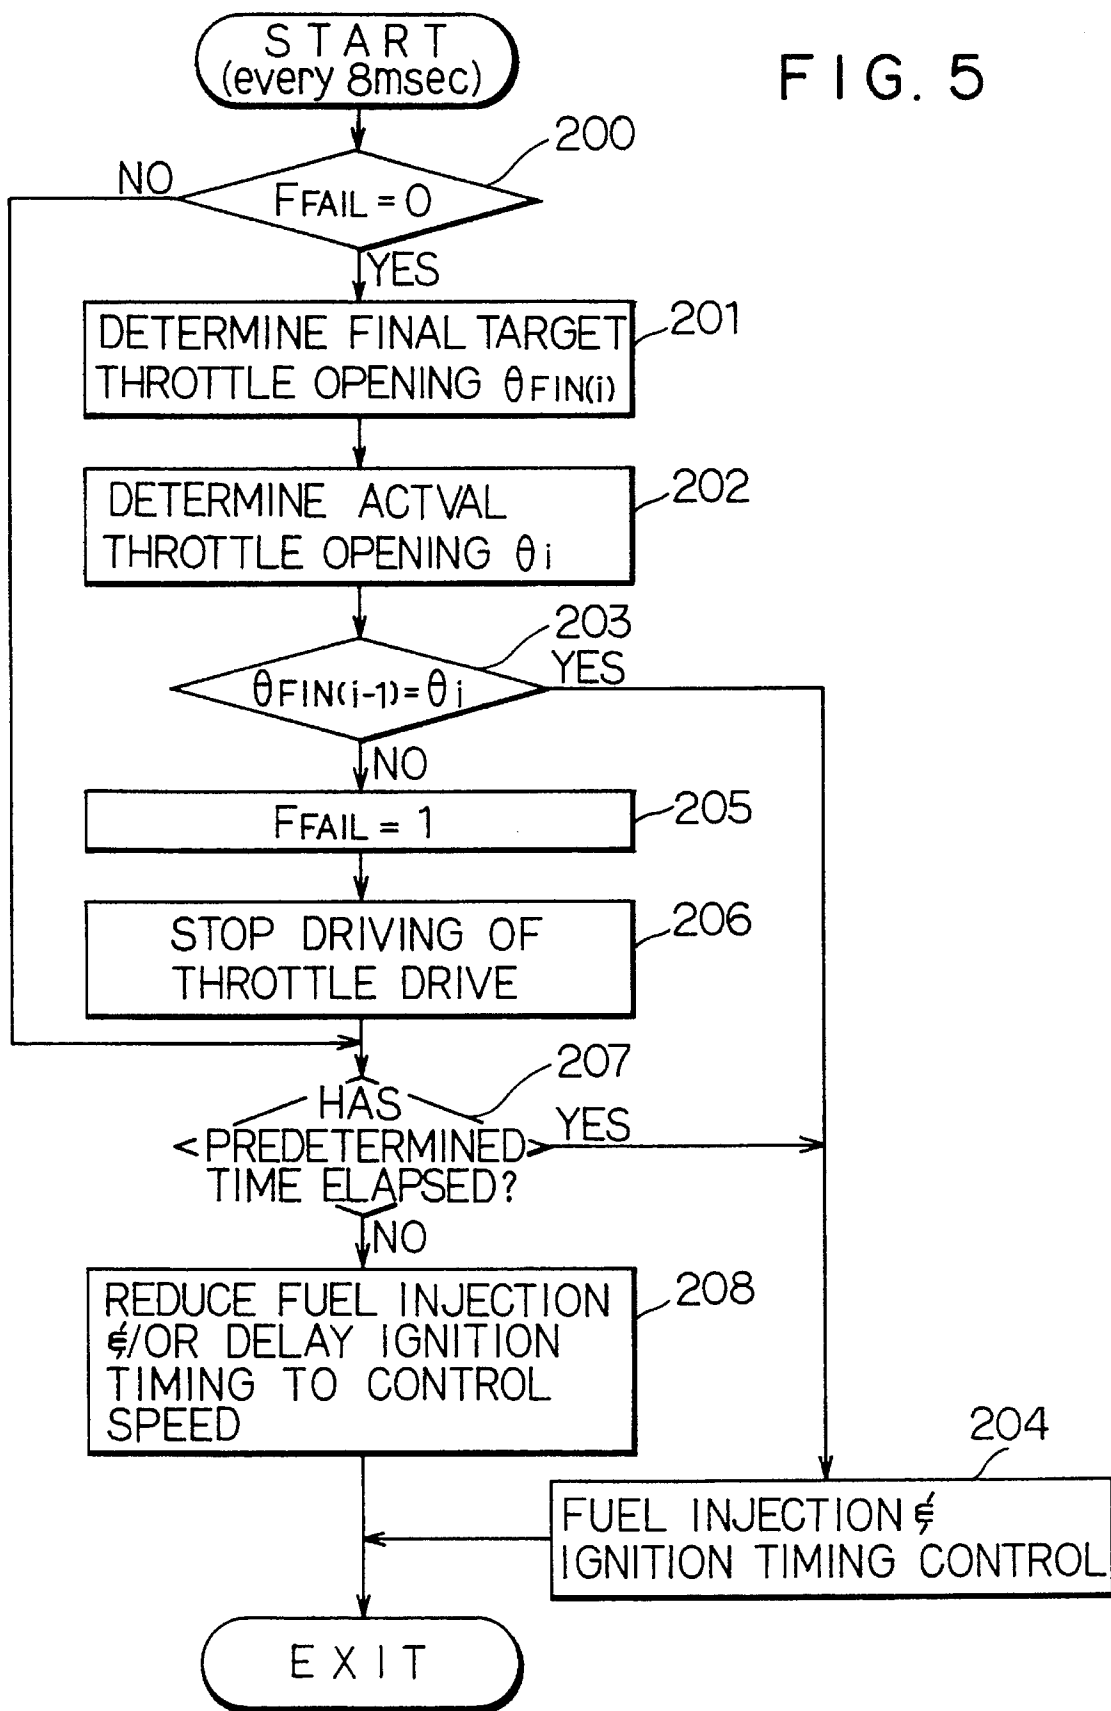 START
(every 8msec)
FIG. 5
200
NO
FFAIL = 0
YES
201
DETERMINE FINAL TARGET
THROTTLE OPENING θFIN(i)
202
DETERMINE ACTVAL
THROTTLE OPENING θi
203
YES
θFIN(i-1) = θi
NO
205
FFAIL = 1
206
STOP DRIVING OF
THROTTLE DRIVE
207
HAS
YES
PREDETERMINED
TIME ELAPSED?
NO
208
REDUCE FUEL INJECTION
&/OR DELAY IGNITION
TIMING TO CONTROL
SPEED
204
FUEL INJECTION &
IGNITION TIMING CONTROL
EXIT